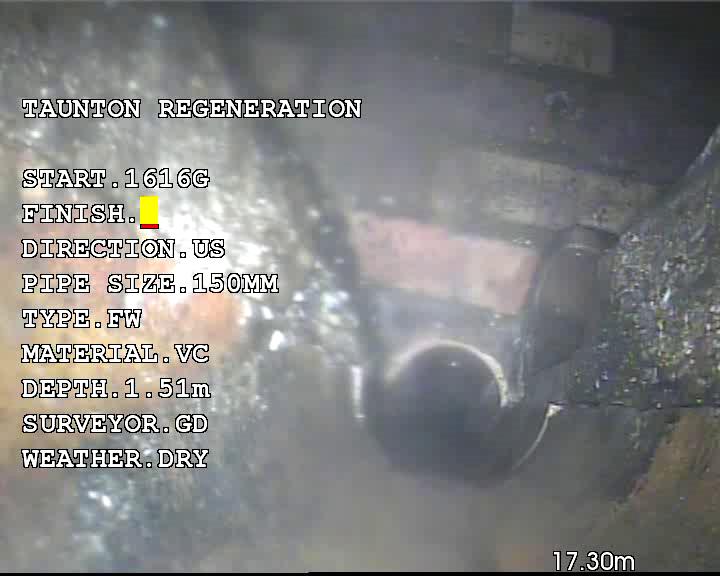 TAUNTON REGENERATION
START.1616G
FINISH.
DIRECTION.US
PIPE SIZE.150MM
TYPE.FW
MATERIAL.VC
DEPTH.1.51m
SURVEYOR.GD
WEATHER.DRY
17.30m